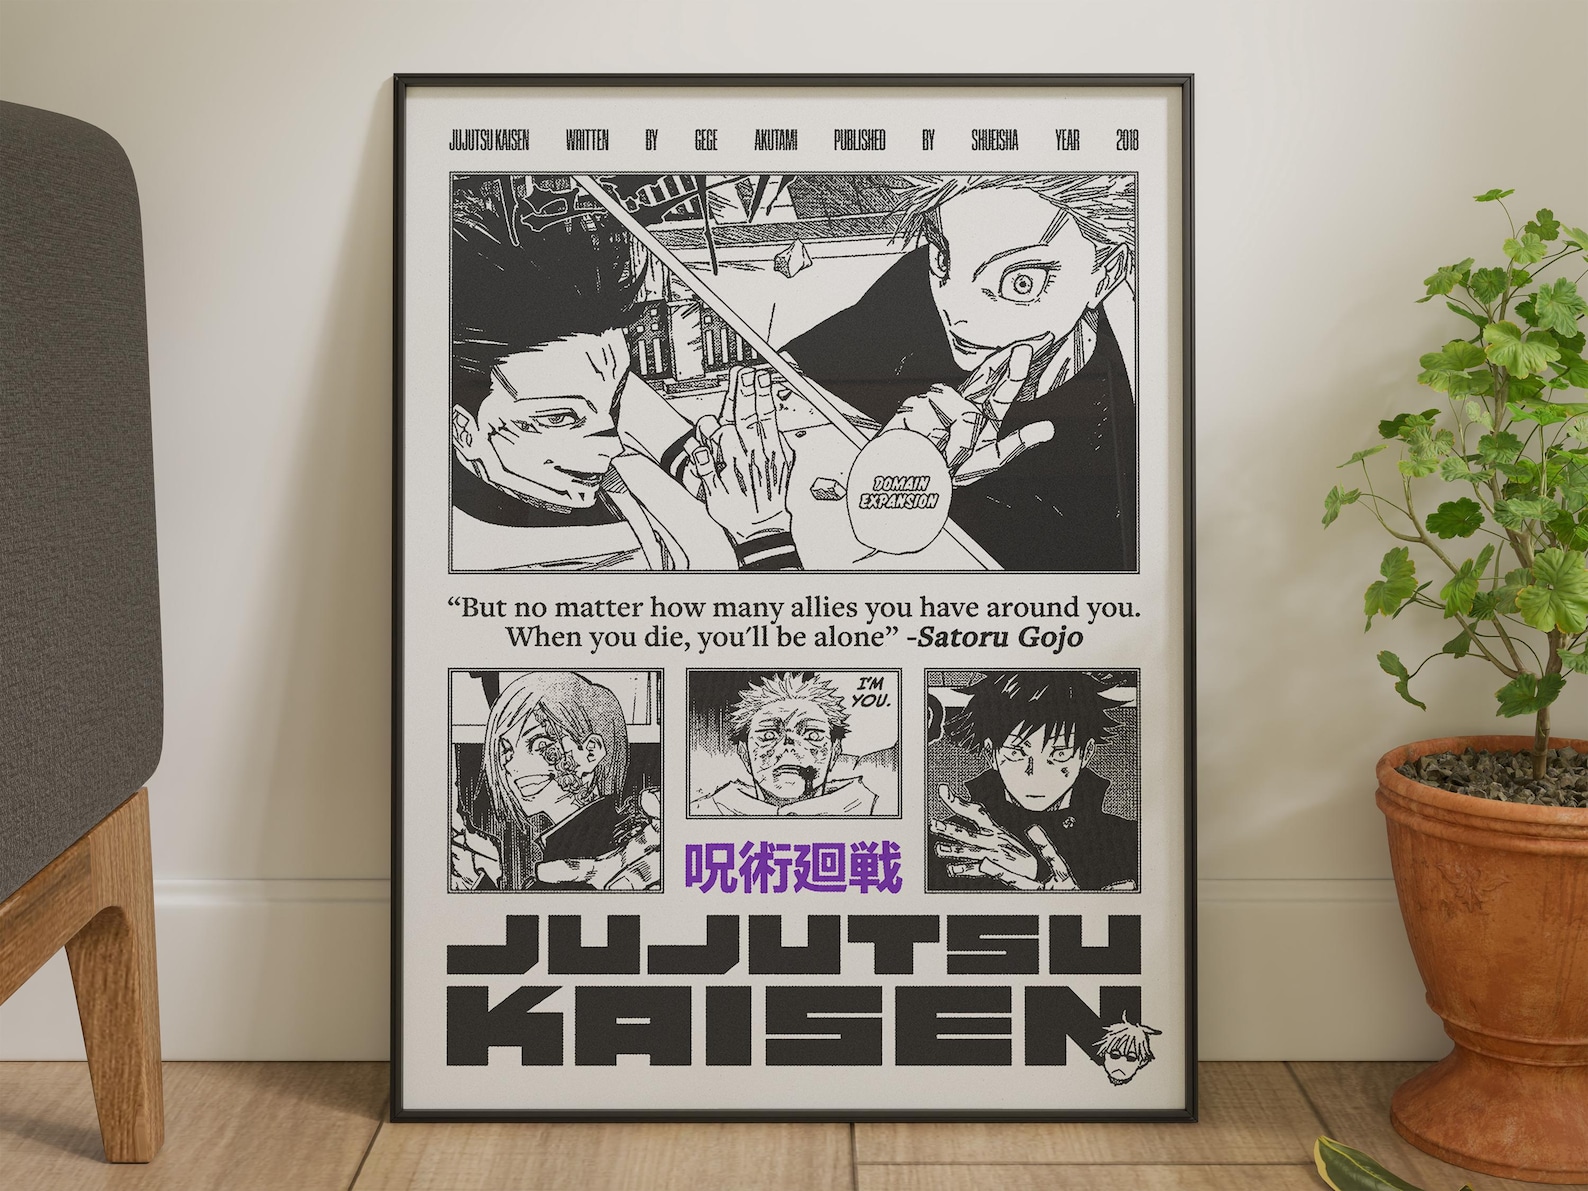 JUJUTSU KAISEN WRITTEN BY GEGE AKUTAMI PUBLISHED BY SHUEISHA YEAR 2018
DOMAIN
EXPANSION
“But no matter how many allies you have around you.
When you die, you´ll be alone” -Satoru Gojo
I'M
YOU.
呪術廻戦
JUJUTSU
KAISEN